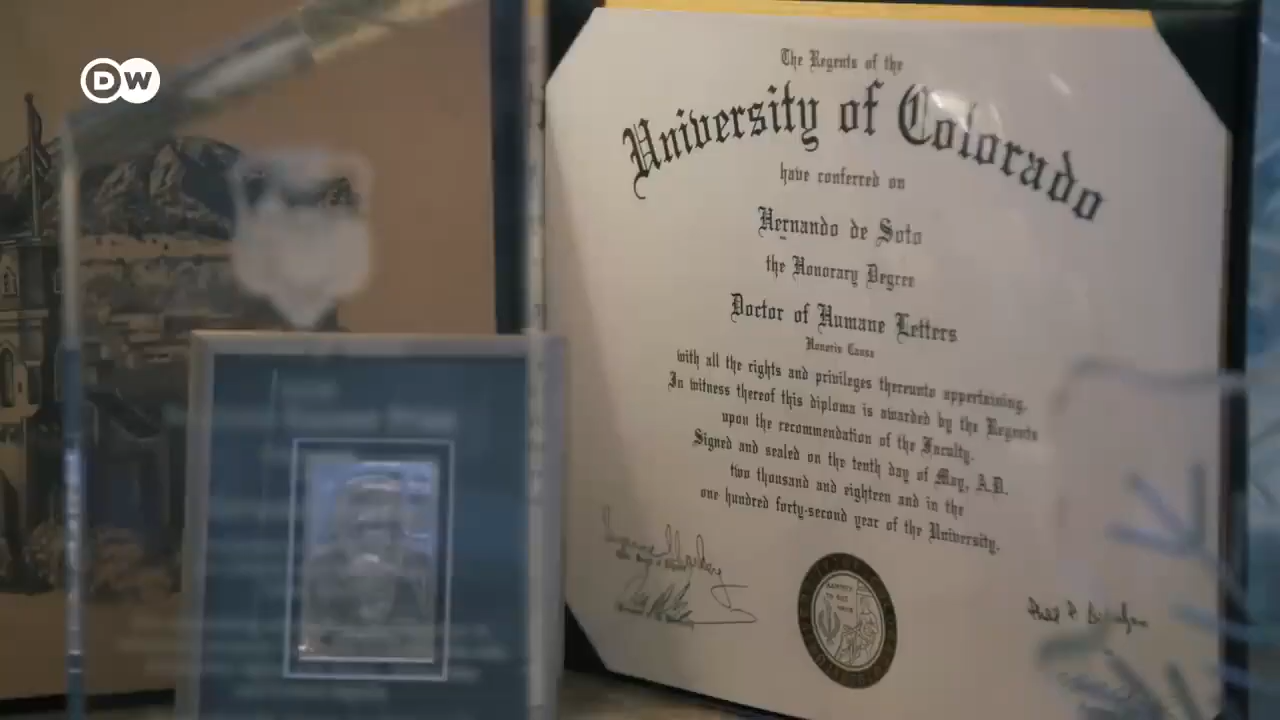 DW
The Regents of the
University of Colorado
have conferred on
Hernando de Soto
the Honorary Degree
Doctor of Humane Letters
Honoris Causa
with all the rights and privileges thereunto appertaining.
In witness thereof this diploma is awarded by the Regents
upon the recommendation of the Faculty.
Signed and sealed on the tenth day of May, A.D.
two thousand and eighteen and in the
one hundred forty-second year of the University.